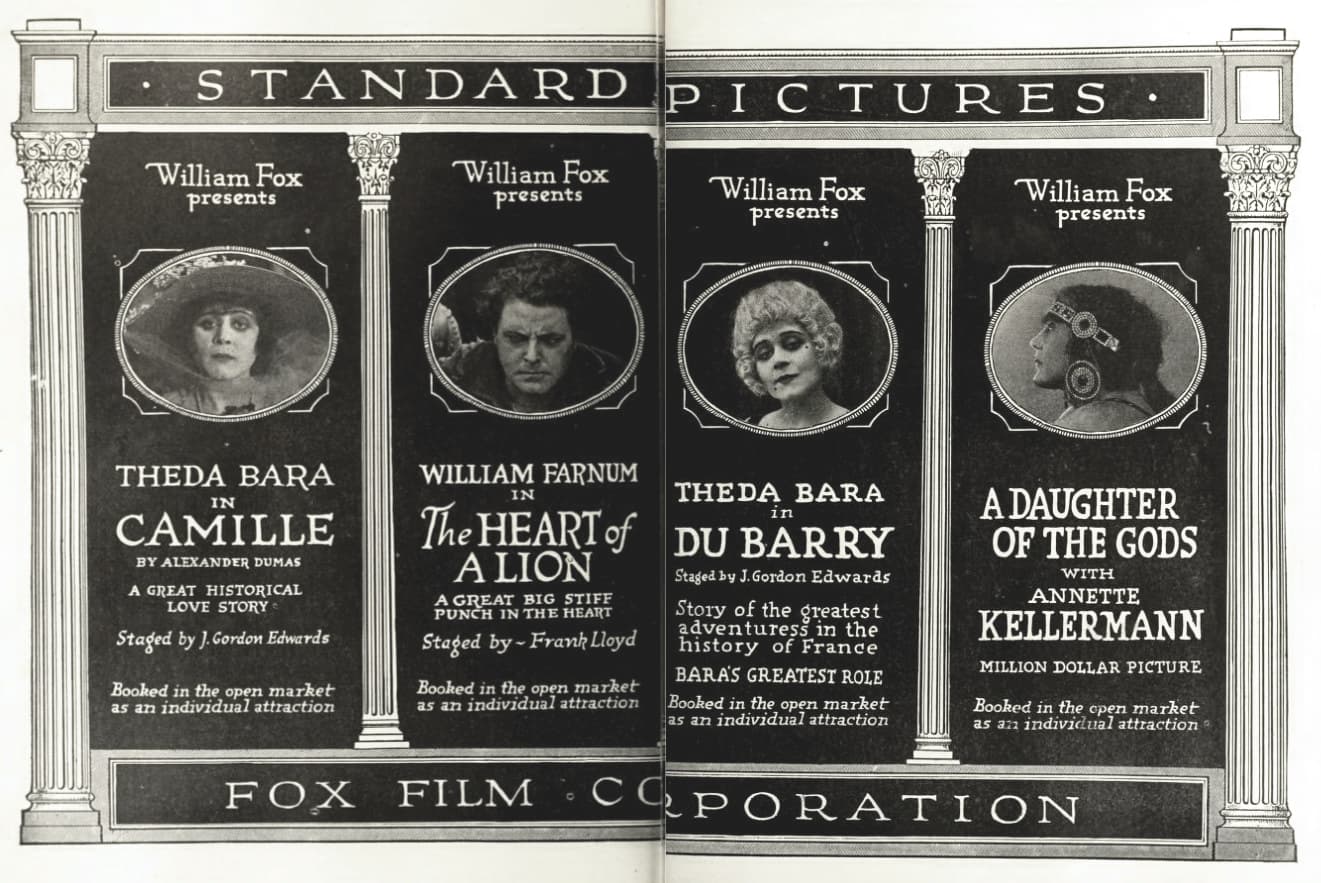 · STANDARD PICTURES ·
William Fox
presents
THEDA BARA
IN
CAMILLE
BY ALEXANDER DUMAS
A GREAT HISTORICAL
LOVE STORY
Staged by J. Gordon Edwards
Booked in the open market
as an individual attraction
William Fox
presents
WILLIAM FARNUM
IN
The HEART of
A LION
A GREAT BIG STIFF
PUNCH IN THE HEART
Staged by ~ Frank Lloyd
Booked in the open market
as an individual attraction
William Fox
presents
THEDA BARA
in
DU BARRY
Staged by J. Gordon Edwards
Story of the greatest
adventuress in the
history of France
BARA'S GREATEST ROLE
Booked in the open market
as an individual attraction
William Fox
presents
A DAUGHTER
OF THE GODS
WITH
ANNETTE
KELLERMANN
MILLION DOLLAR PICTURE
Booked in the open market
as an individual attraction
FOX FILM CORPORATION